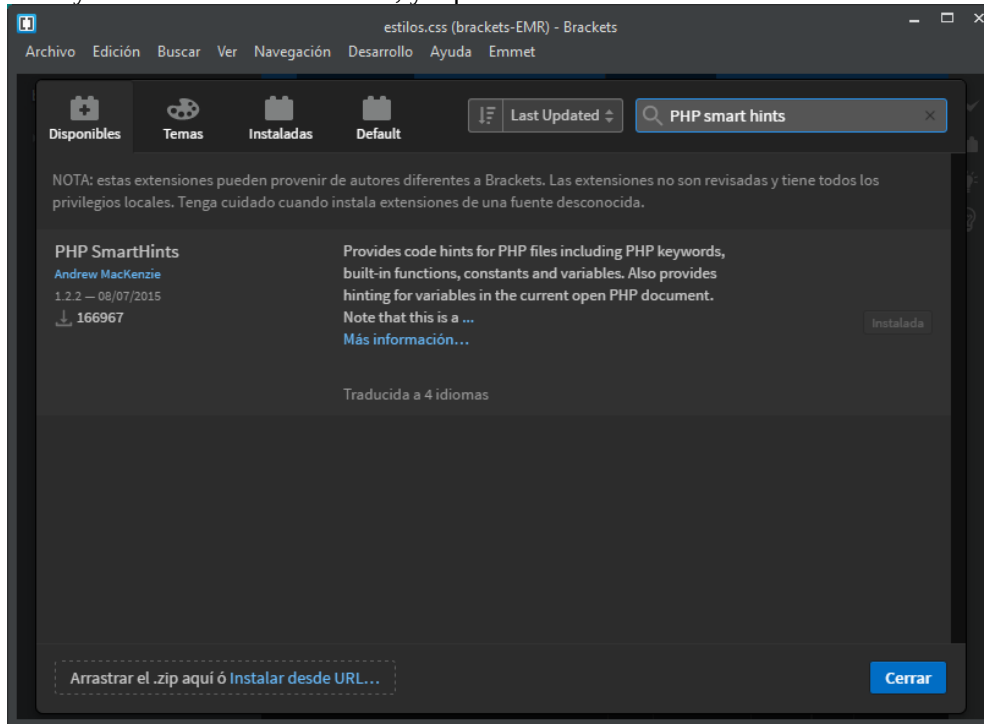 estilos.css (brackets-EMR) - Brackets
Archivo Edición Buscar Ver Navegación Desarrollo Ayuda Emmet
Disponibles Temas Instaladas Default Last Updated PHP smart hints
NOTA: estas extensiones pueden provenir de autores diferentes a Brackets. Las extensiones no son revisadas y tiene todos los
privilegios locales. Tenga cuidado cuando instala extensiones de una fuente desconocida.
PHP SmartHints
Andrew MacKenzie
1.2.2 — 08/07/2015
166967
Provides code hints for PHP files including PHP keywords,
built-in functions, constants and variables. Also provides
hinting for variables in the current open PHP document.
Note that this is a ...
Más información...
Traducida a 4 idiomas
Instalada
Arrastrar el .zip aquí ó Instalar desde URL...
Cerrar